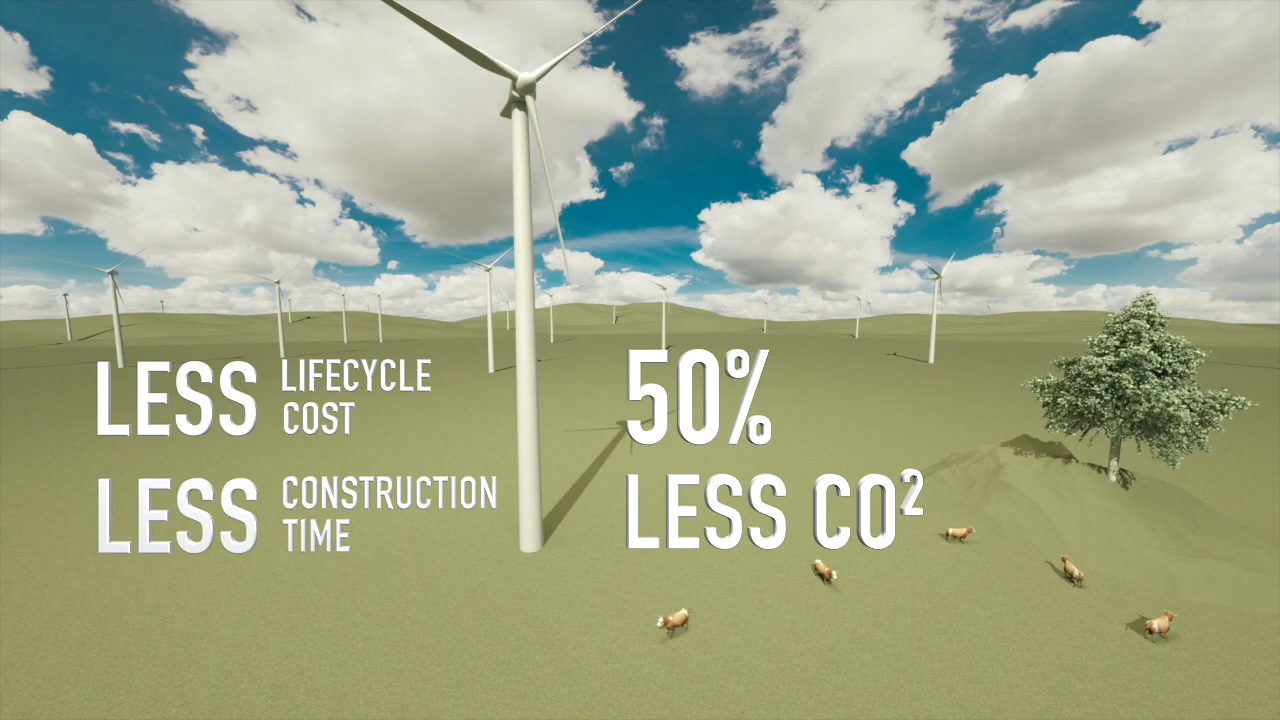 LESS LIFECYCLE COST
LESS CONSTRUCTION TIME
50%
LESS CO²